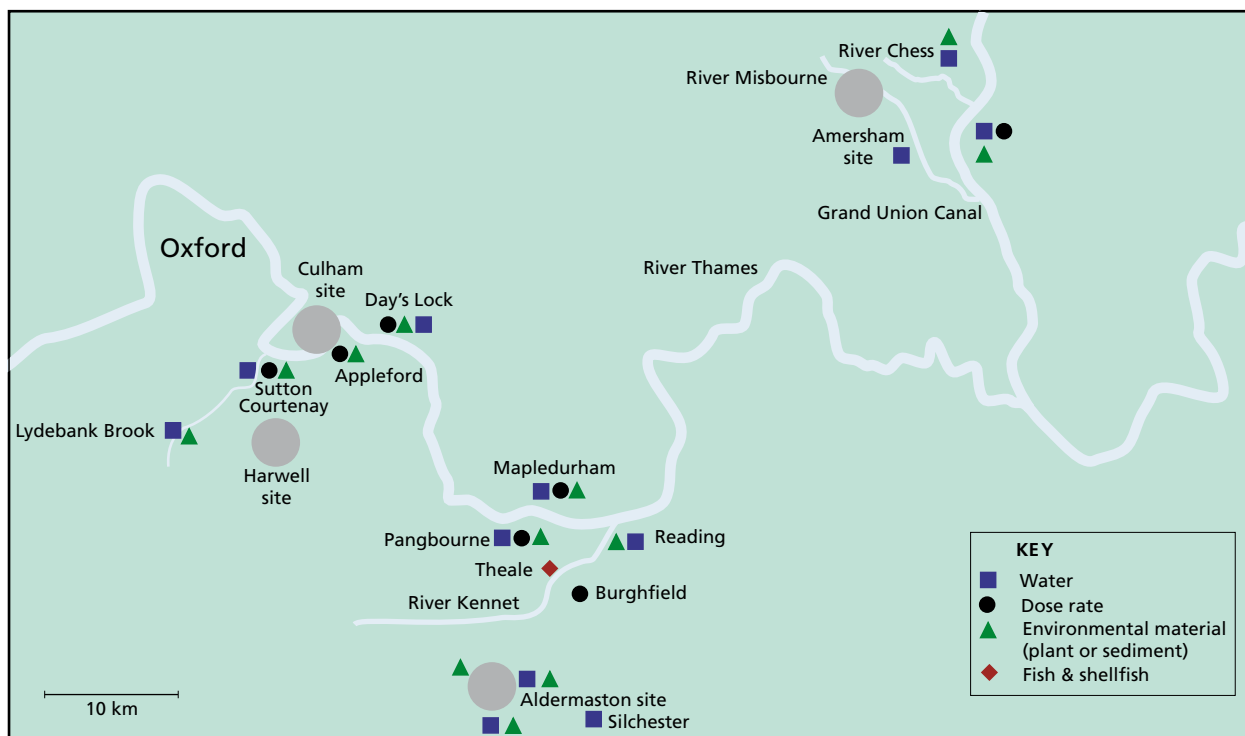 River Chess
River Misbourne
Amersham
site
Grand Union Canal
Oxford
Culham
site
River Thames
Day's Lock
Appleford
Sutton
Courtenay
Lydebank Brook
Harwell
site
Mapledurham
Pangbourne
Reading
Theale
Burghfield
River Kennet
Aldermaston site
Silchester
10 km
KEY
Water
Dose rate
Environmental material
(plant or sediment)
Fish & shellfish